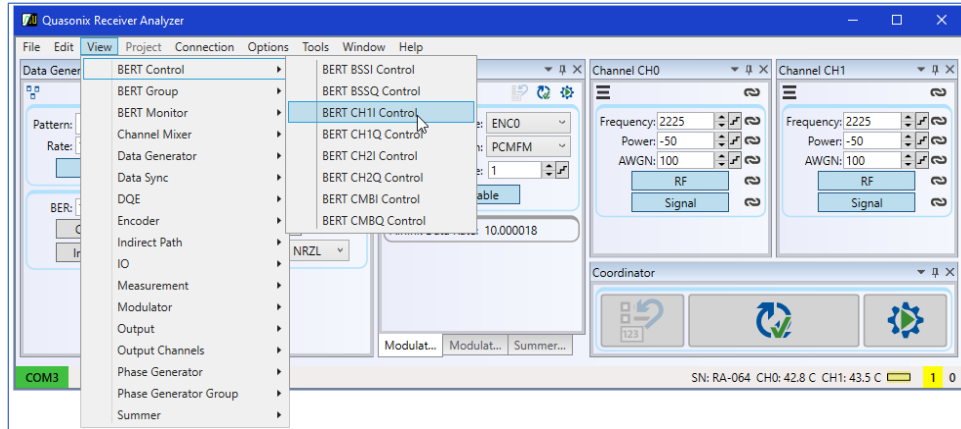 Quasonix Receiver Analyzer
File Edit View Project Connection Options Tools Window Help
Data Gener
Pattern:
Rate:
BER:
BERT Control
BERT Group
BERT Monitor
Channel Mixer
Data Generator
Data Sync
DQE
Encoder
Indirect Path
IO
Measurement
Modulator
Output
Output Channels
Phase Generator
Phase Generator Group
Summer
BERT BSSI Control
BERT BSSQ Control
BERT CH1I Control
BERT CH1Q Control
BERT CH2I Control
BERT CH2Q Control
BERT CMBI Control
BERT CMBQ Control
NRZL
ENC0
PCMFM
1
able
10.000018
Modulat... Modulat... Summer...
Channel CH0
Frequency: 2225
Power: -50
AWGN: 100
RF
Signal
Channel CH1
Frequency: 2225
Power: -50
AWGN: 100
RF
Signal
Coordinator
123
COM3
SN: RA-064 CH0: 42.8 C CH1: 43.5 C 1 0